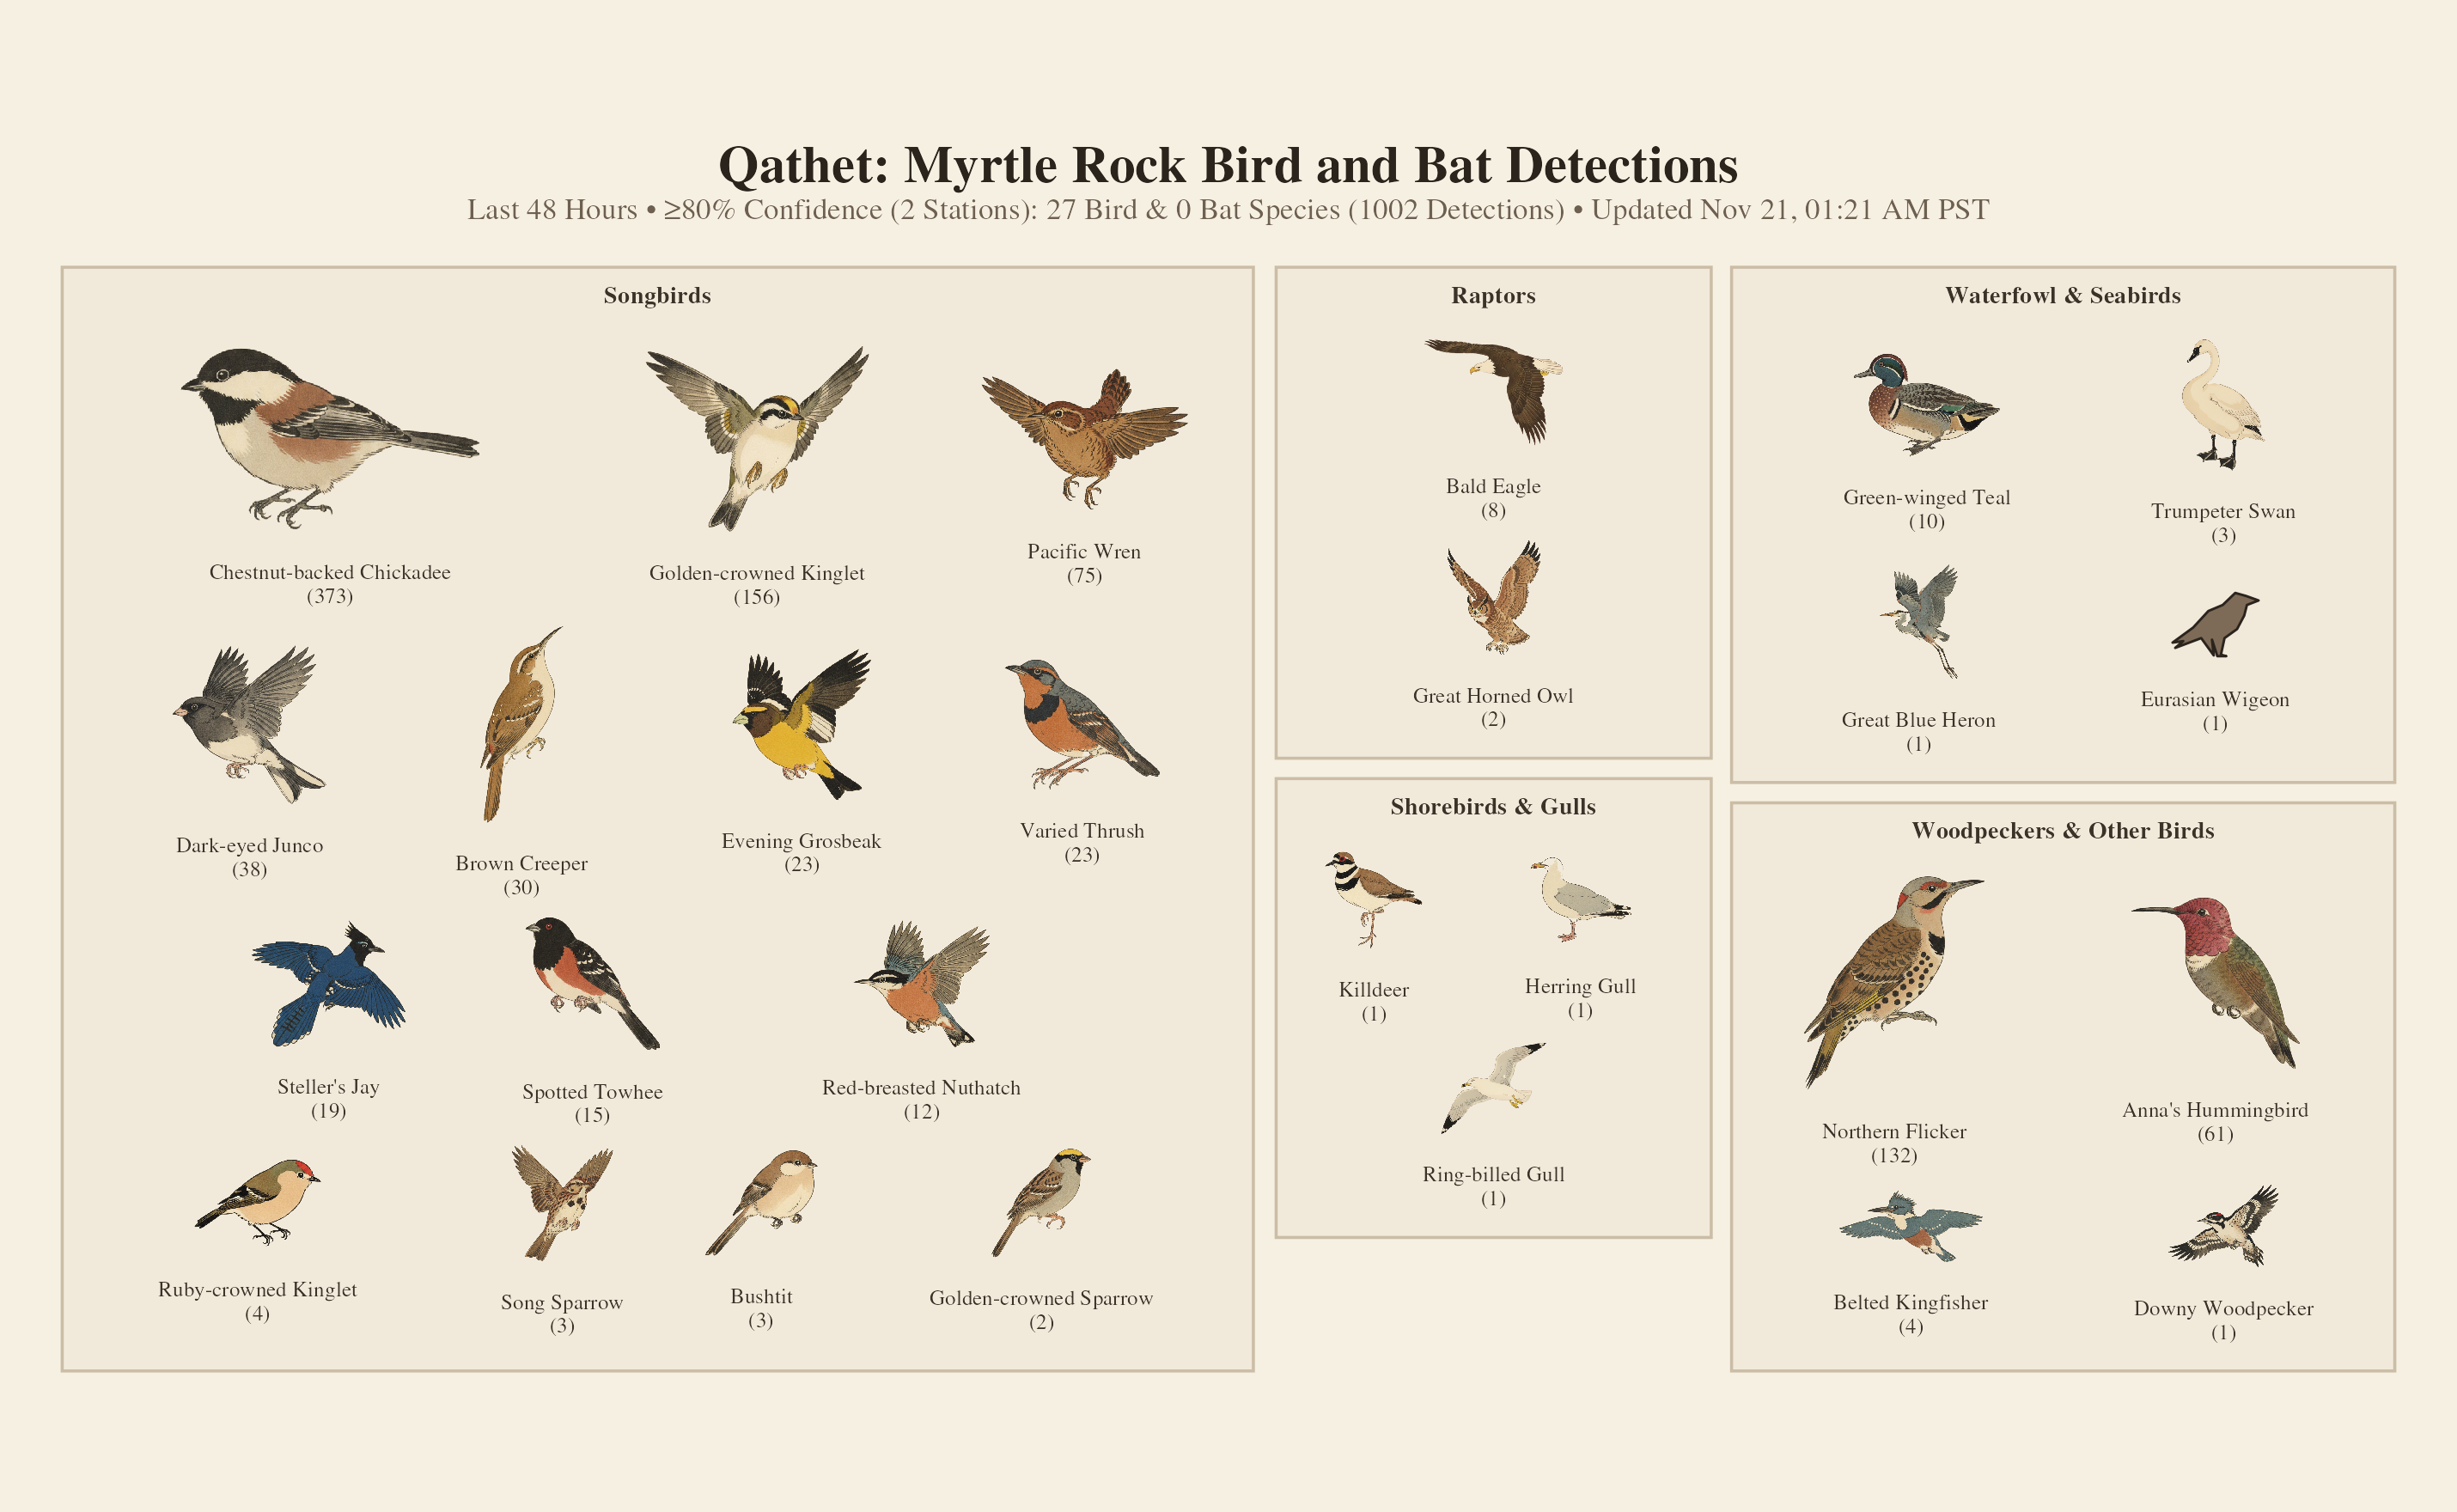 Qathet: Myrtle Rock Bird and Bat Detections
Last 48 Hours • ≥80% Confidence (2 Stations): 27 Bird & 0 Bat Species (1002 Detections) • Updated Nov 21, 01:21 AM PST
Songbirds
Chestnut-backed Chickadee
(373)
Golden-crowned Kinglet
(156)
Pacific Wren
(75)
Dark-eyed Junco
(38)
Brown Creeper
(30)
Evening Grosbeak
(23)
Varied Thrush
(23)
Steller's Jay
(19)
Spotted Towhee
(15)
Red-breasted Nuthatch
(12)
Ruby-crowned Kinglet
(4)
Song Sparrow
(3)
Bushtit
(3)
Golden-crowned Sparrow
(2)
Raptors
Bald Eagle
(8)
Great Horned Owl
(2)
Shorebirds & Gulls
Killdeer
(1)
Herring Gull
(1)
Ring-billed Gull
(1)
Waterfowl & Seabirds
Green-winged Teal
(10)
Trumpeter Swan
(3)
Great Blue Heron
(1)
Eurasian Wigeon
(1)
Woodpeckers & Other Birds
Northern Flicker
(132)
Anna's Hummingbird
(61)
Belted Kingfisher
(4)
Downy Woodpecker
(1)